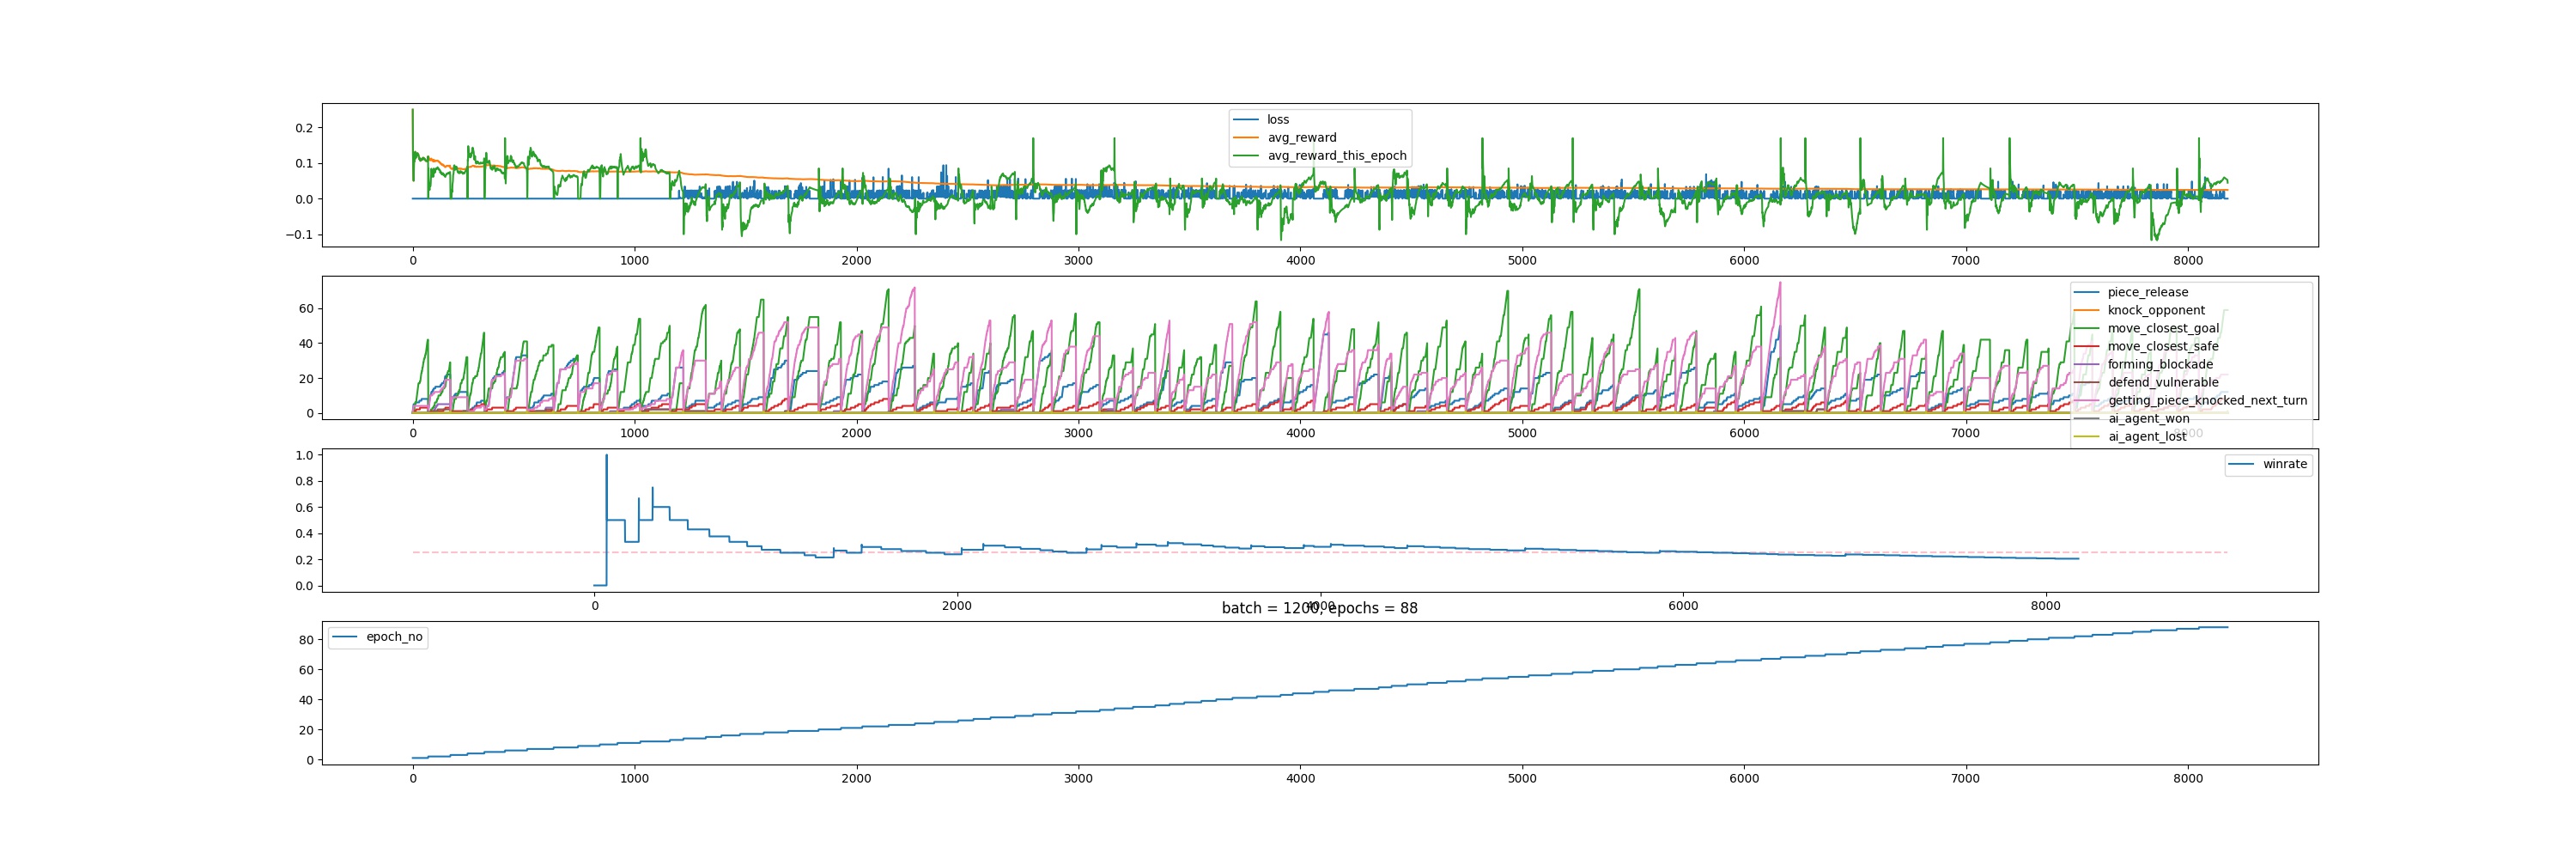 loss
avg_reward
avg_reward_this_epoch
0.2
0.1
0.0
−0.1
0 1000 2000 3000 4000 5000 6000 7000 8000
piece_release
knock_opponent
move_closest_goal
move_closest_safe
forming_blockade
defend_vulnerable
getting_piece_knocked_next_turn
ai_agent_won
ai_agent_lost
60
40
20
0
0 1000 2000 3000 4000 5000 6000 7000 8000
winrate
1.0
0.8
0.6
0.4
0.2
0.0
0 2000 4000 6000 8000
batch = 1200, epochs = 88
epoch_no
80
60
40
20
0
0 1000 2000 3000 4000 5000 6000 7000 8000